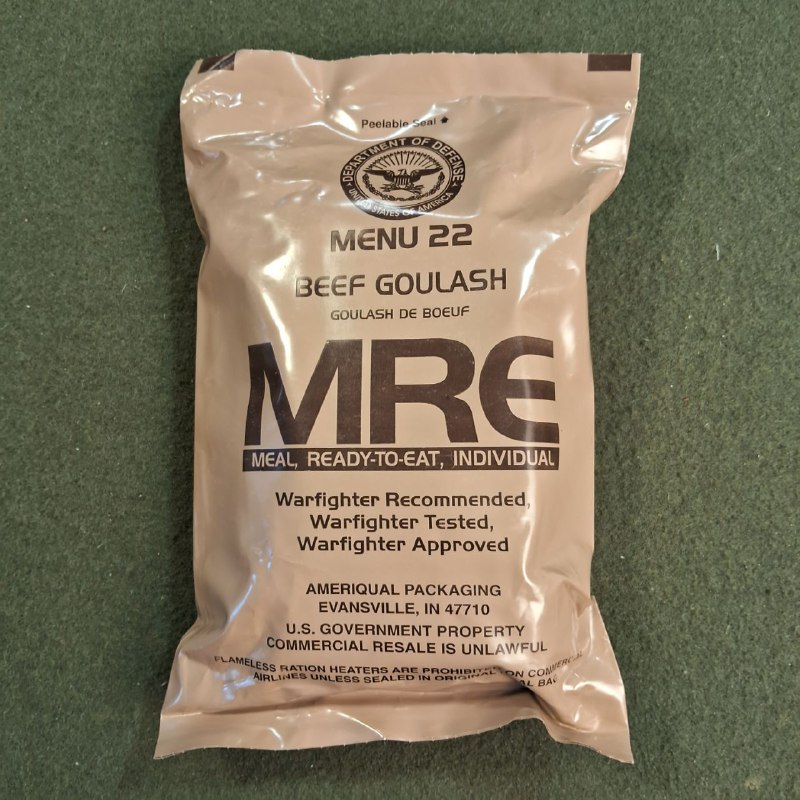 Peelable Seal
DEPARTMENT OF DEFENSE
UNITED STATES OF AMERICA
MENU 22
BEEF GOULASH
GOULASH DE BOEUF
MRE
MEAL, READY-TO-EAT, INDIVIDUAL
Warfighter Recommended,
Warfighter Tested,
Warfighter Approved
AMERIQUAL PACKAGING
EVANSVILLE, IN 47710
U.S. GOVERNMENT PROPERTY
COMMERCIAL RESALE IS UNLAWFUL
FLAMELESS RATION HEATERS ARE PROHIBITED ON COMMERCIAL
AIRLINES UNLESS SEALED IN ORIGINAL BAG